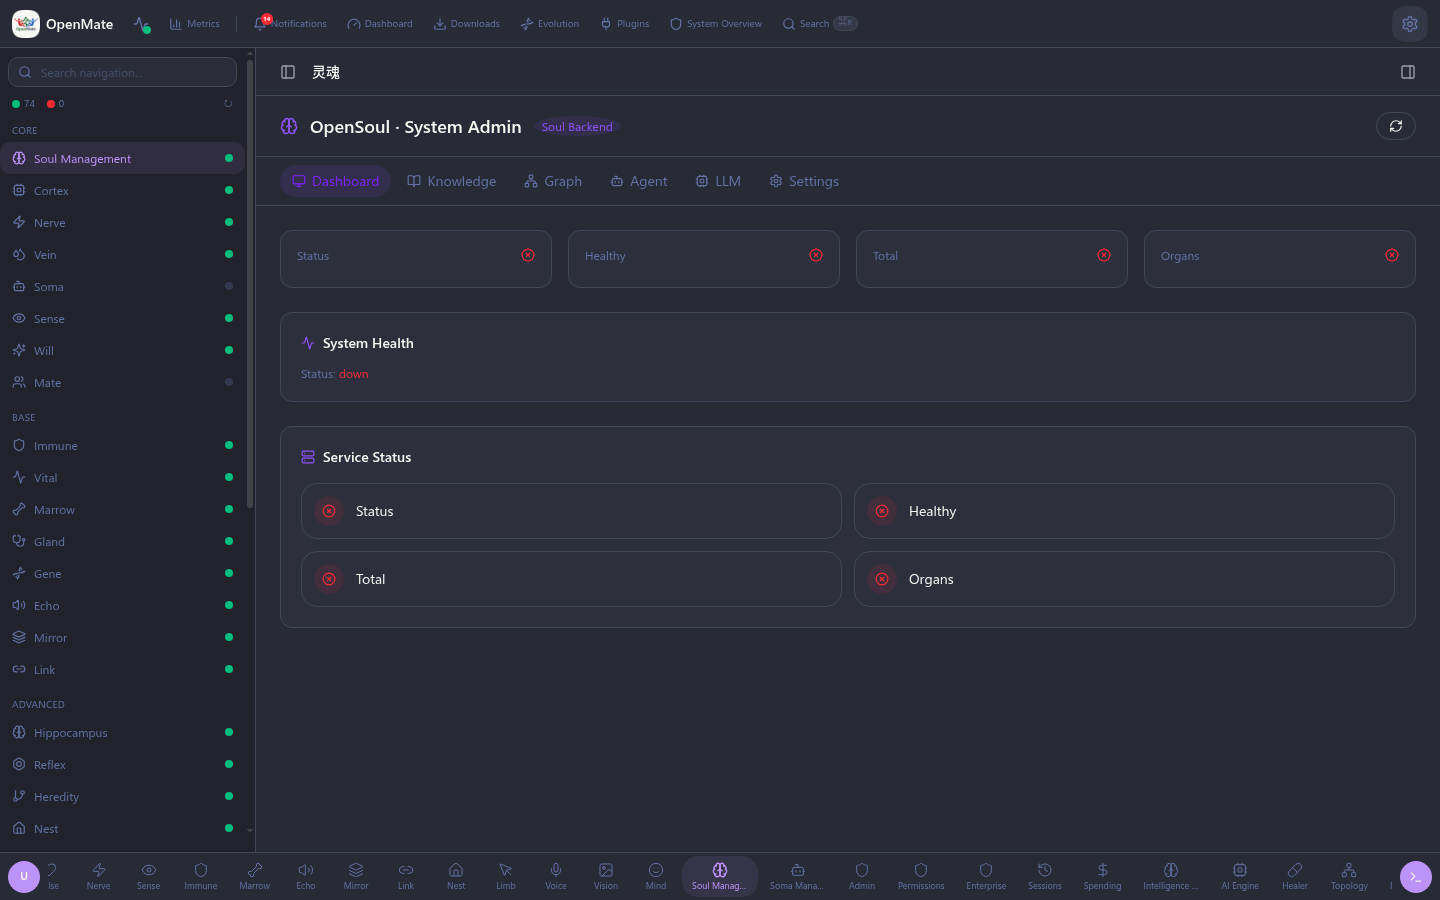 OpenMate
Metrics
Notifications
Dashboard
Downloads
Evolution
Plugins
System Overview
Search ⌘K
Search navigation...
74 0
CORE
Soul Management
Cortex
Nerve
Vein
Soma
Sense
Will
Mate
BASE
Immune
Vital
Marrow
Gland
Gene
Echo
Mirror
Link
ADVANCED
Hippocampus
Reflex
Heredity
Nest
灵魂
OpenSoul · System Admin
Soul Backend
Dashboard
Knowledge
Graph
Agent
LLM
Settings
Status
Healthy
Total
Organs
System Health
Status: down
Service Status
Status
Healthy
Total
Organs
U
lse
Nerve
Sense
Immune
Marrow
Echo
Mirror
Link
Nest
Limb
Voice
Vision
Mind
Soul Manag...
Soma Mana...
Admin
Permissions
Enterprise
Sessions
Spending
Intelligence ...
AI Engine
Healer
Topology